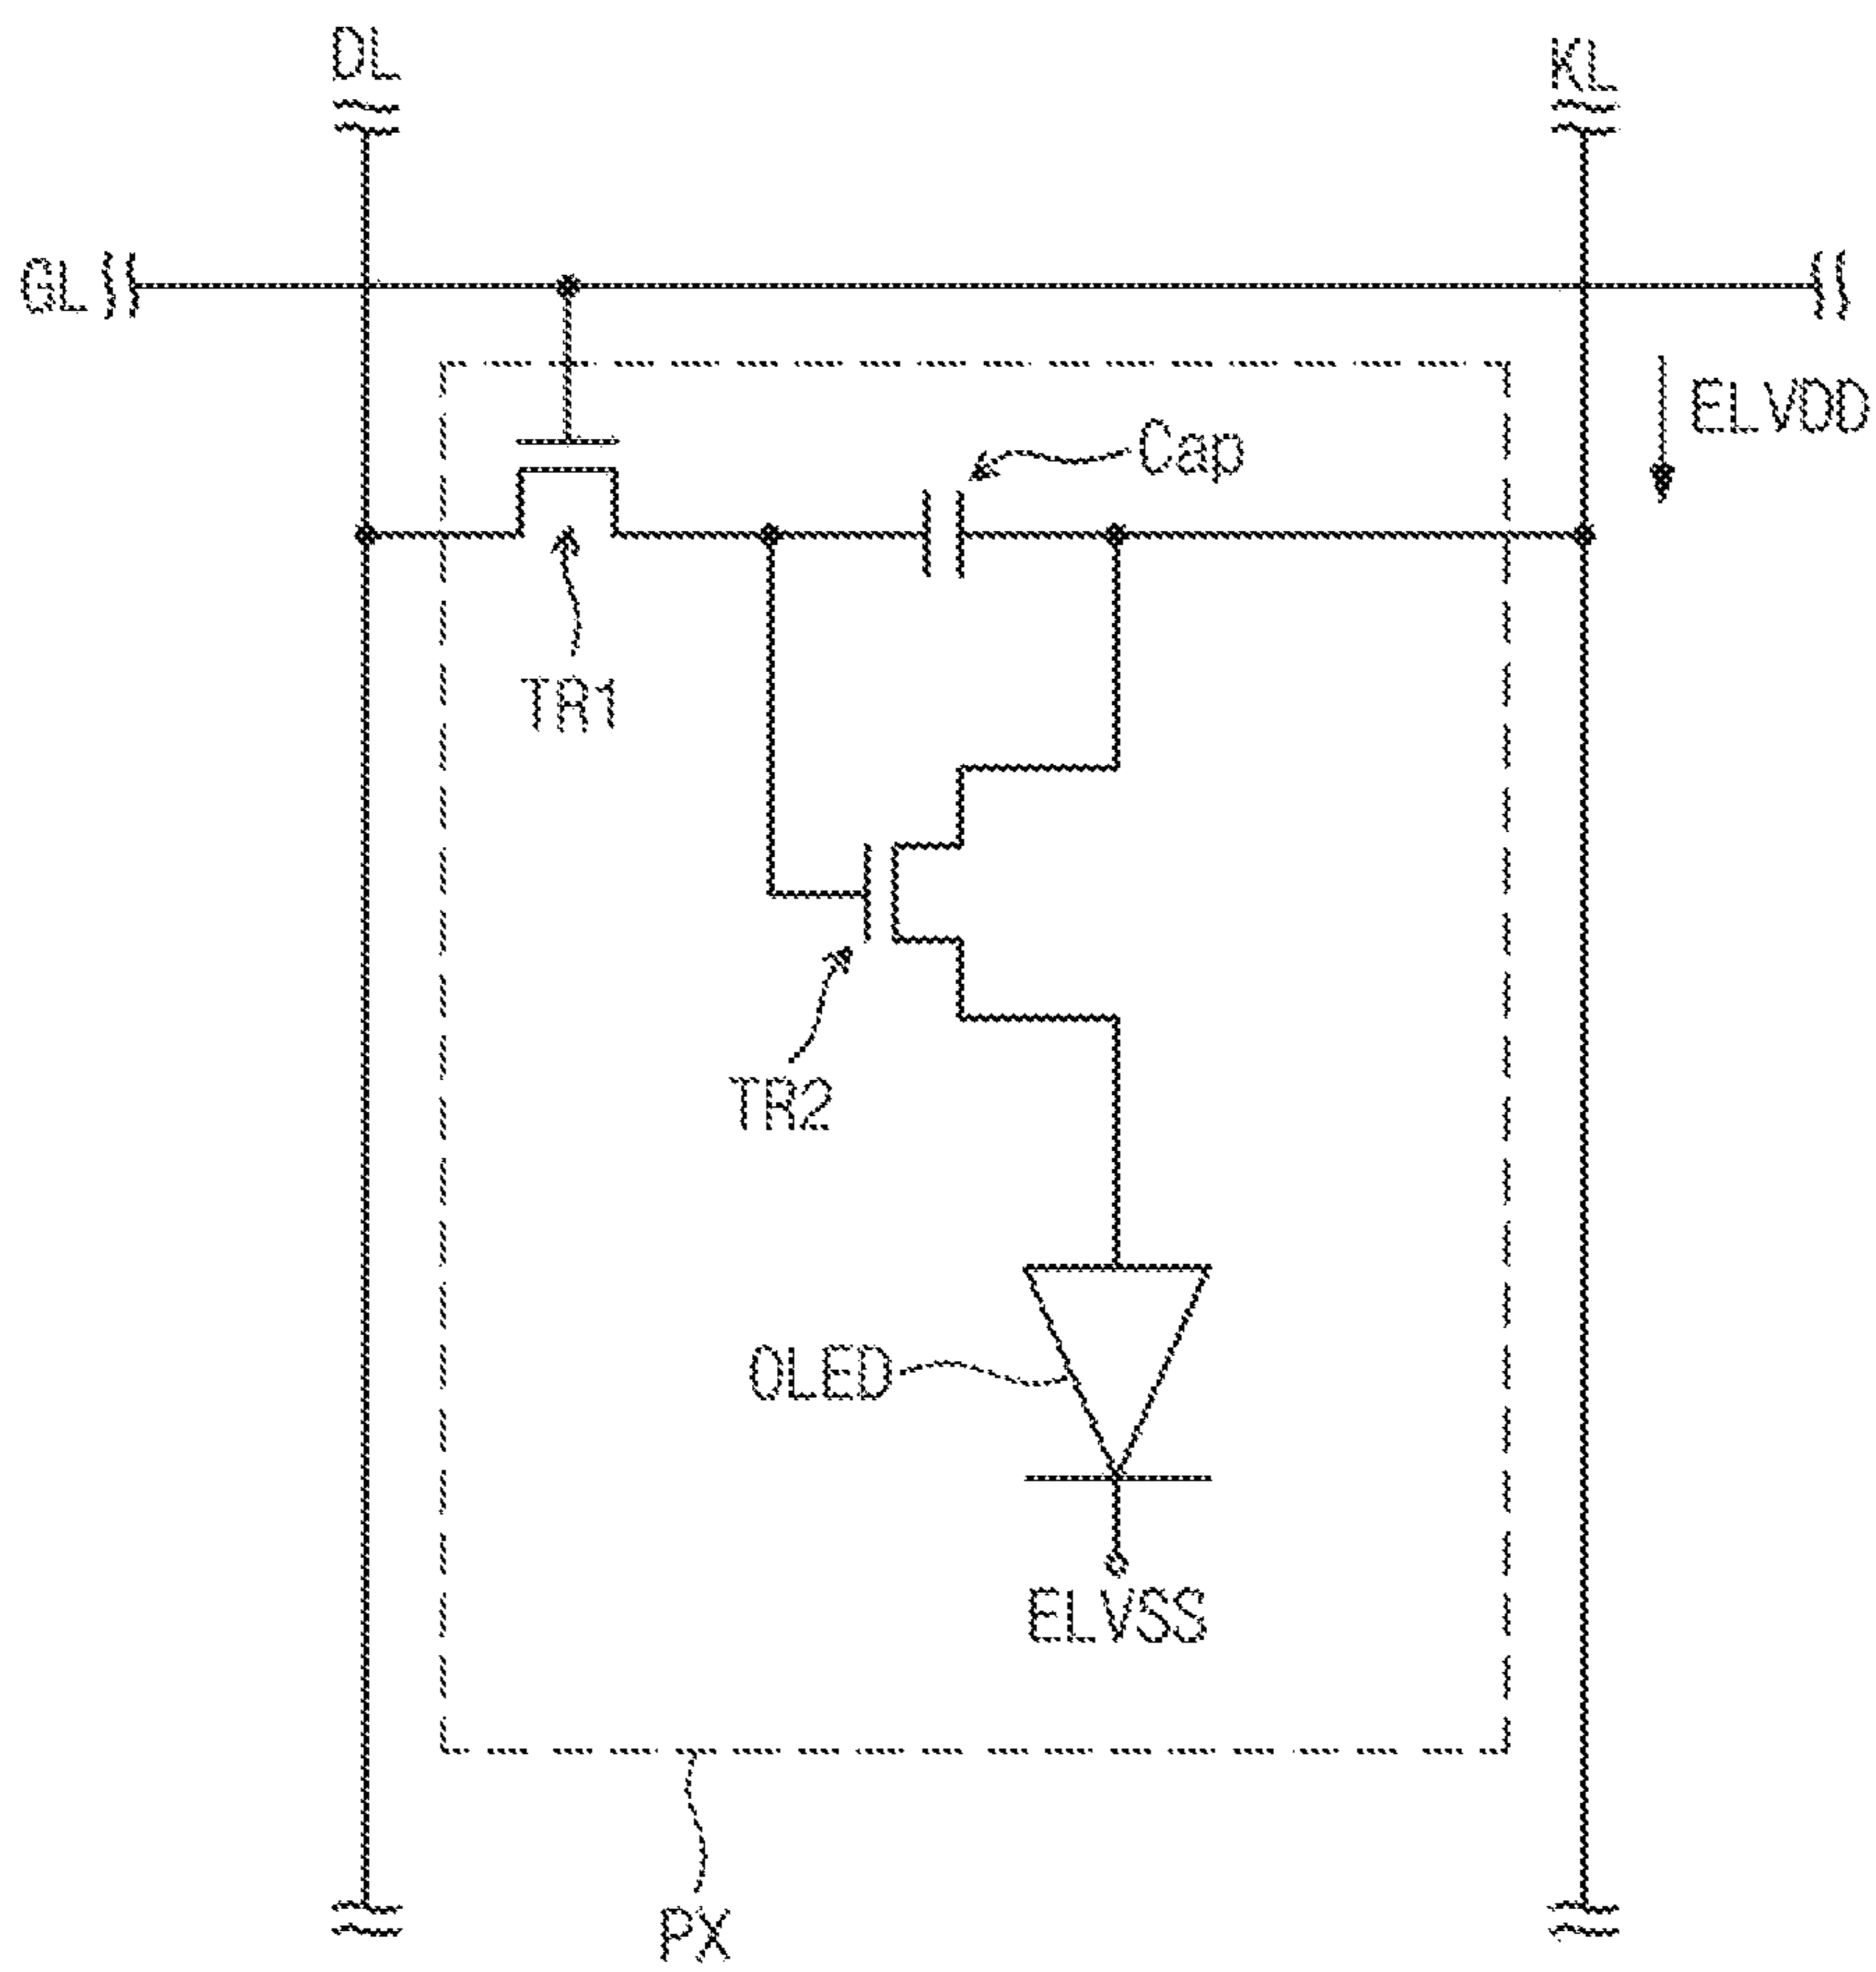 DL
KL
GL
ELVDD
Cap
TR1
TR2
OLED
ELVSS
PX